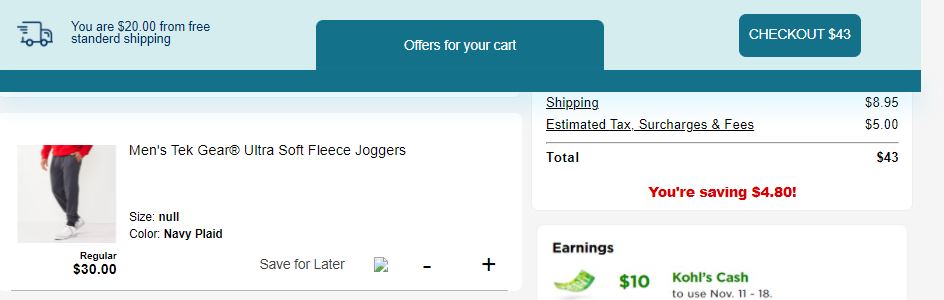 You are $20.00 from free
standerd shipping
Offers for your cart
CHECKOUT $43
Shipping $8.95
Estimated Tax, Surcharges & Fees $5.00
Total $43
You're saving $4.80!
Men's Tek Gear® Ultra Soft Fleece Joggers
Size: null
Color: Navy Plaid
Regular
$30.00
Save for Later - +
Earnings
$10 Kohl's Cash
to use Nov. 11 - 18.